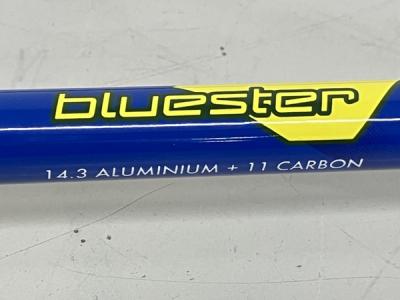 bluester
14.3 ALUMINIUM + 11 CARBON